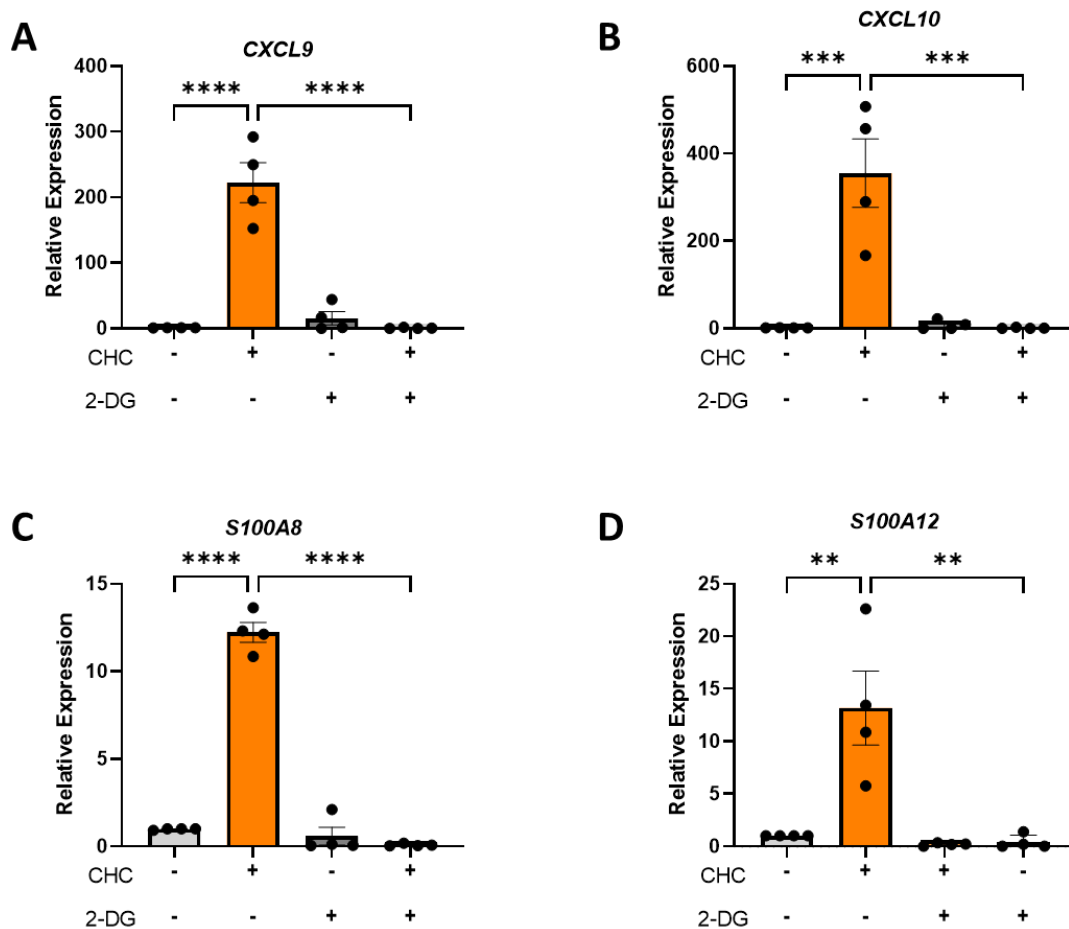 A
CXCL9
**** ****
400
300
200
100
0
Relative Expression
CHC - + - +
2-DG - - + +
B
CXCL10
*** ***
600
400
200
0
Relative Expression
CHC - + - +
2-DG - - + +
C
S100A8
**** ****
15
10
5
0
Relative Expression
CHC - + - +
2-DG - - + +
D
S100A12
** **
25
20
15
10
5
0
Relative Expression
CHC - + + -
2-DG - - + +